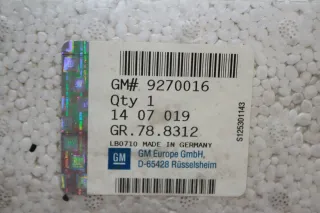 GM# 9270016
Qty 1
14 07 019
GR.78.8312
LB0710 MADE IN GERMANY
GM
GM Europe GmbH,
D-65428 Rüsselsheim
S125301143